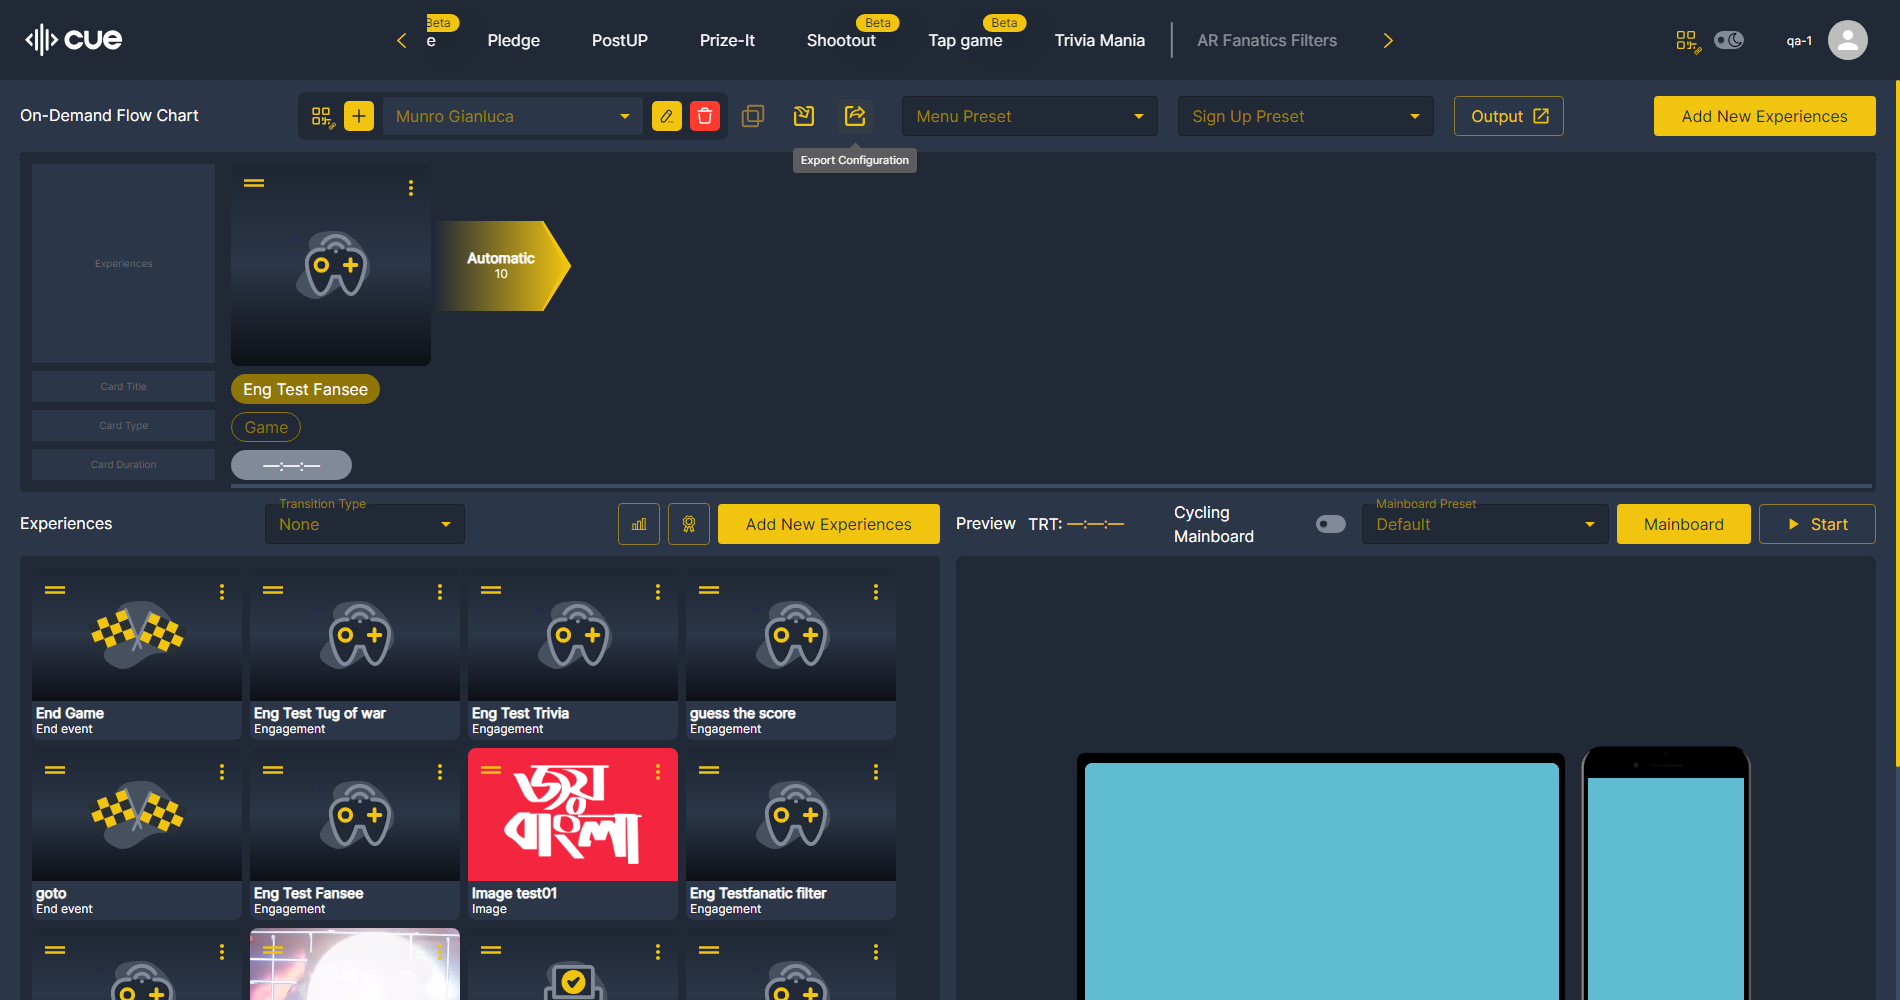 cue
e
Beta
Pledge
PostUP
Prize-It
Shootout
Beta
Tap game
Beta
Trivia Mania
AR Fanatics Filters
qa-1
On-Demand Flow Chart
Munro Gianluca
Menu Preset
Sign Up Preset
Output
Add New Experiences
Export Configuration
Experiences
Automatic
10
Card Title
Eng Test Fansee
Card Type
Game
Card Duration
—:—:—
Experiences
Transition Type
None
Add New Experiences
Preview
TRT: —:—:—
Cycling
Mainboard
Mainboard Preset
Default
Mainboard
Start
End Game
End event
Eng Test Tug of war
Engagement
Eng Test Trivia
Engagement
guess the score
Engagement
goto
End event
Eng Test Fansee
Engagement
জয়
বাংলা
Image test01
Image
Eng Testfanatic filter
Engagement